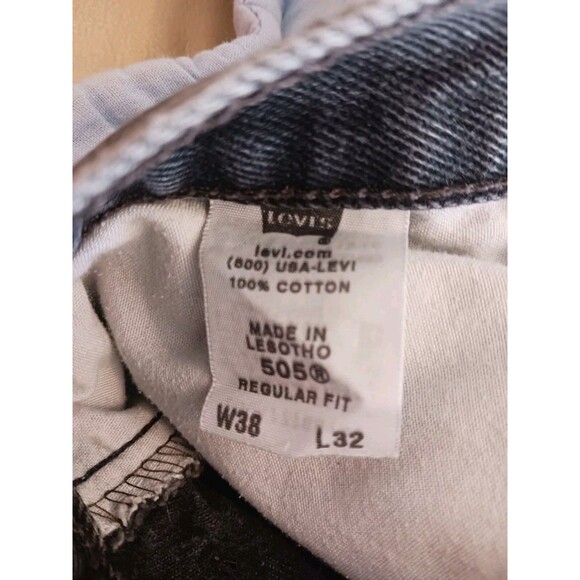 Levi's
®
levi.com
(800) USA-LEVI
100% COTTON
MADE IN
LESOTHO
505®
REGULAR FIT
W38 L32